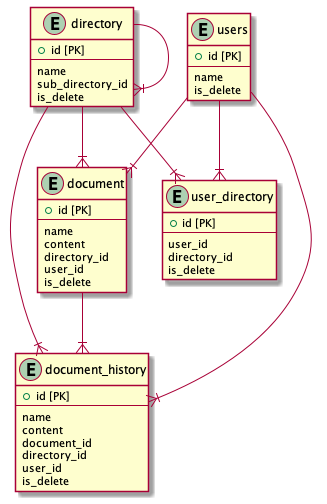 E directory
id [PK]
name
sub_directory_id
is_delete
E users
id [PK]
name
is_delete
E document
id [PK]
name
content
directory_id
user_id
is_delete
E user_directory
id [PK]
user_id
directory_id
is_delete
E document_history
id [PK]
name
content
document_id
directory_id
user_id
is_delete